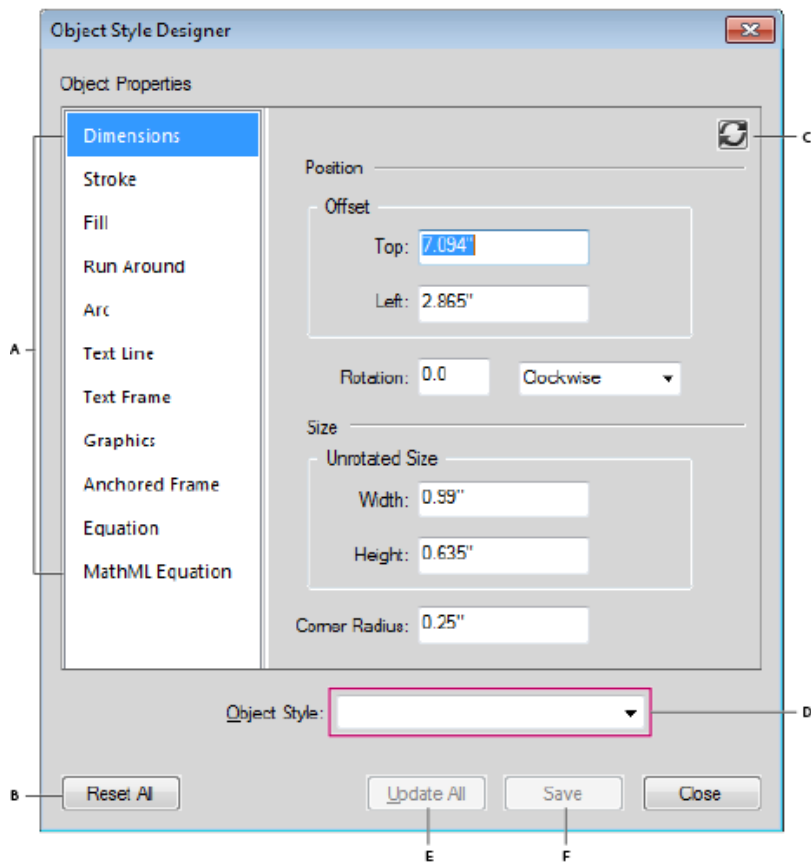 Object Style Designer
Object Properties
Dimensions
Stroke
Fill
Run Around
Arc
Text Line
Text Frame
Graphics
Anchored Frame
Equation
MathML Equation
A
C
Position
Offset
Top: 7.094"
Left: 2.865"
Rotation: 0.0 Clockwise
Size
Unrotated Size
Width: 0.99"
Height: 0.635"
Corner Radius: 0.25"
Object Style:
D
B
Reset All
Update All
Save
Close
E
F